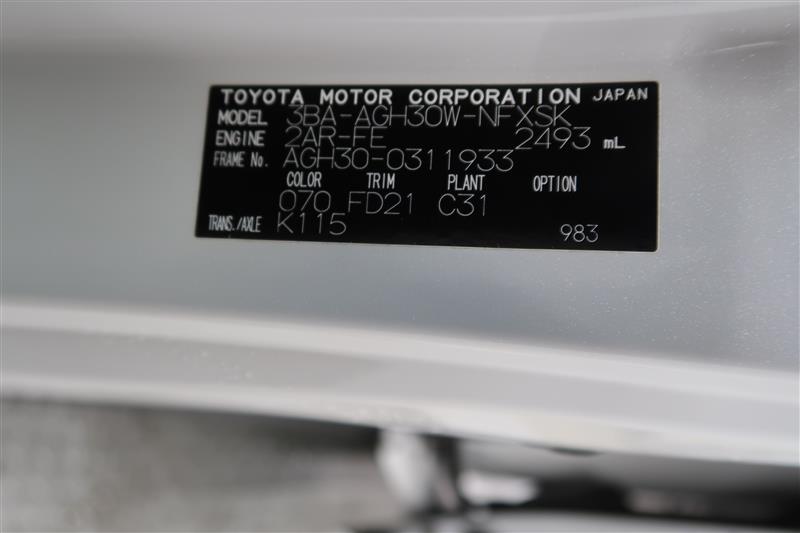 TOYOTA MOTOR CORPORATION JAPAN
MODEL 3BA-AGH30W-NFXSK
ENGINE 2AR-FE 2493 mL
FRAME No. AGH30-0311933
COLOR TRIM PLANT OPTION
070 FD21 C31
TRANS./AXLE K115 983